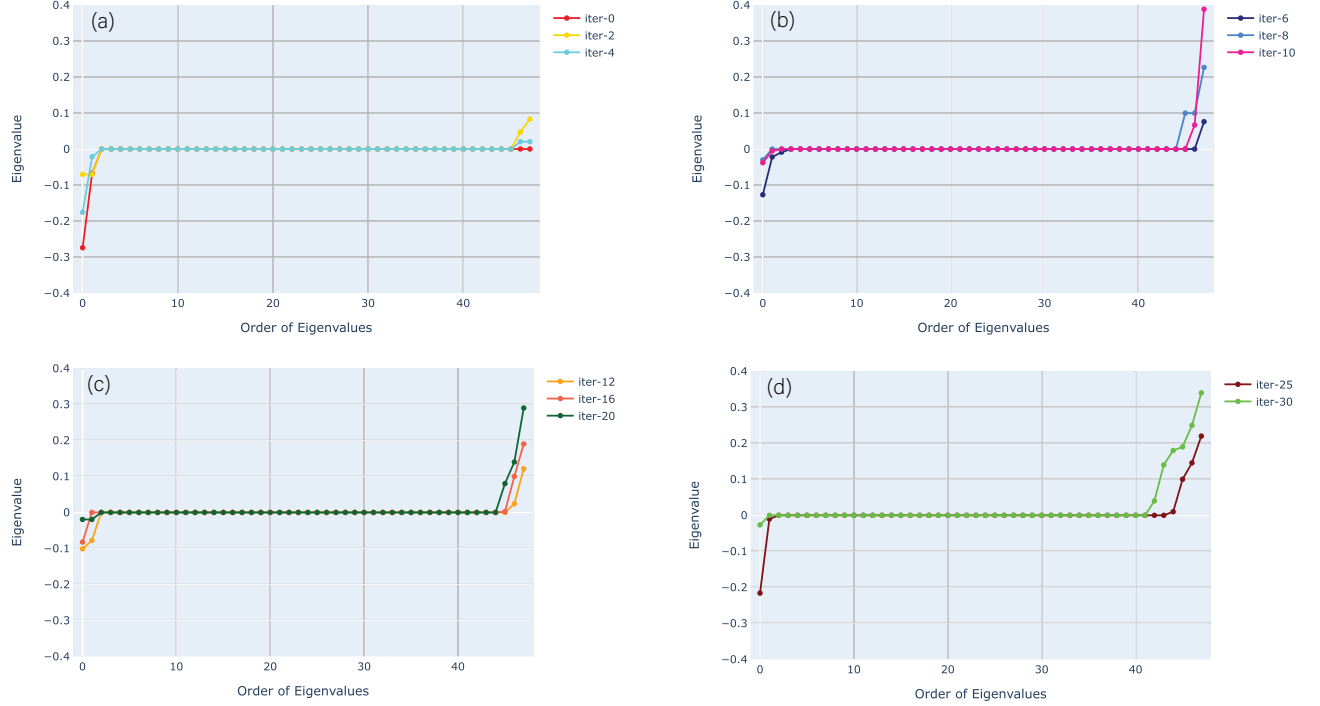 (a)
0.4
0.3
0.2
0.1
0
−0.1
−0.2
−0.3
−0.4
0
10
20
30
40
Order of Eigenvalues
Eigenvalue
iter-0
iter-2
iter-4
(b)
0.4
0.3
0.2
0.1
0
−0.1
−0.2
−0.3
−0.4
0
10
20
30
40
Order of Eigenvalues
Eigenvalue
iter-6
iter-8
iter-10
(c)
0.4
0.3
0.2
0.1
0
−0.1
−0.2
−0.3
−0.4
0
10
20
30
40
Order of Eigenvalues
Eigenvalue
iter-12
iter-16
iter-20
(d)
0.4
0.3
0.2
0.1
0
−0.1
−0.2
−0.3
−0.4
0
10
20
30
40
Order of Eigenvalues
Eigenvalue
iter-25
iter-30